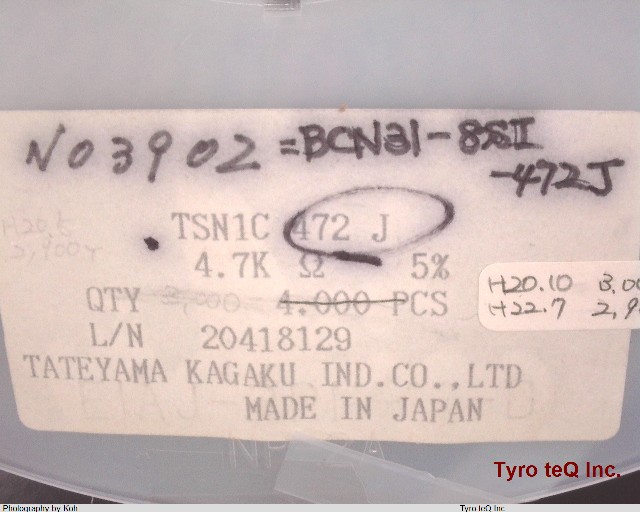 NO3902 =BCN31-8SII
-472J
TSN1C 472 J
4.7K Ω 5%
QTY 3,000 4.000 PCS
L/N 20418129
TATEYAMA KAGAKU IND.CO.,LTD
MADE IN JAPAN
H20.10 3,00
H22.7 2,9
Tyro teQ Inc.
Photography by Koh
Tyro teQ Inc